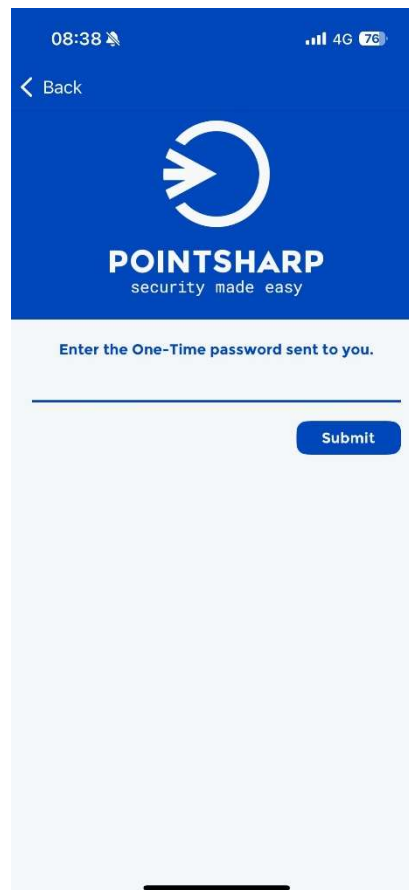 08:38 4G 76
Back
POINTSHARP
security made easy
Enter the One-Time password sent to you.
Submit